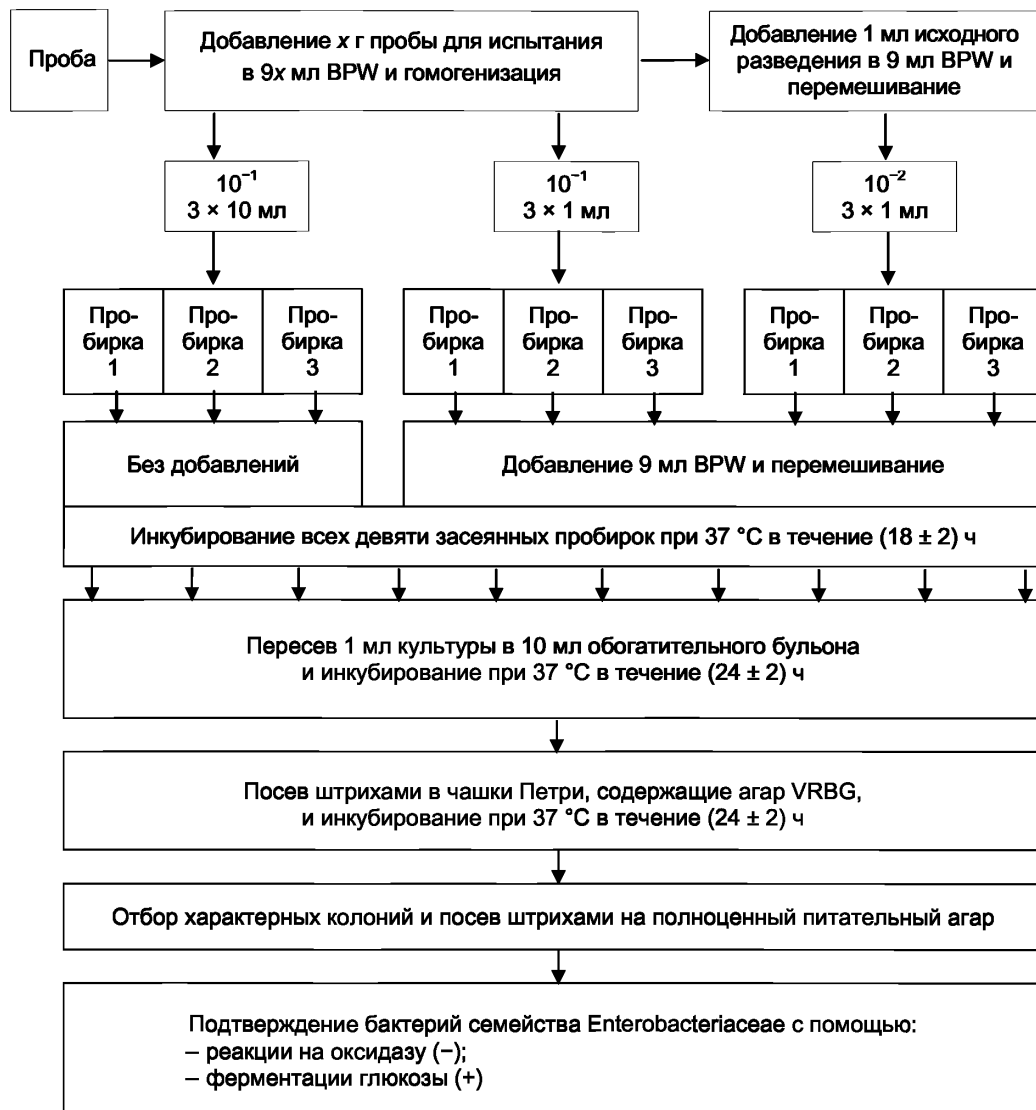 Проба
Добавление x г пробы для испытания
в 9x мл BPW и гомогенизация
Добавление 1 мл исходного
разведения в 9 мл BPW и
перемешивание
10⁻¹
3 × 10 мл
10⁻¹
3 × 1 мл
10⁻²
3 × 1 мл
Про-
бирка
1
Про-
бирка
2
Про-
бирка
3
Про-
бирка
1
Про-
бирка
2
Про-
бирка
3
Про-
бирка
1
Про-
бирка
2
Про-
бирка
3
Без добавлений
Добавление 9 мл BPW и перемешивание
Инкубирование всех девяти засеянных пробирок при 37 °C в течение (18 ± 2) ч
Пересев 1 мл культуры в 10 мл обогатительного бульона
и инкубирование при 37 °C в течение (24 ± 2) ч
Посев штрихами в чашки Петри, содержащие агар VRBG,
и инкубирование при 37 °C в течение (24 ± 2) ч
Отбор характерных колоний и посев штрихами на полноценный питательный агар
Подтверждение бактерий семейства Enterobacteriaceae с помощью:
– реакции на оксидазу (−);
– ферментации глюкозы (+)